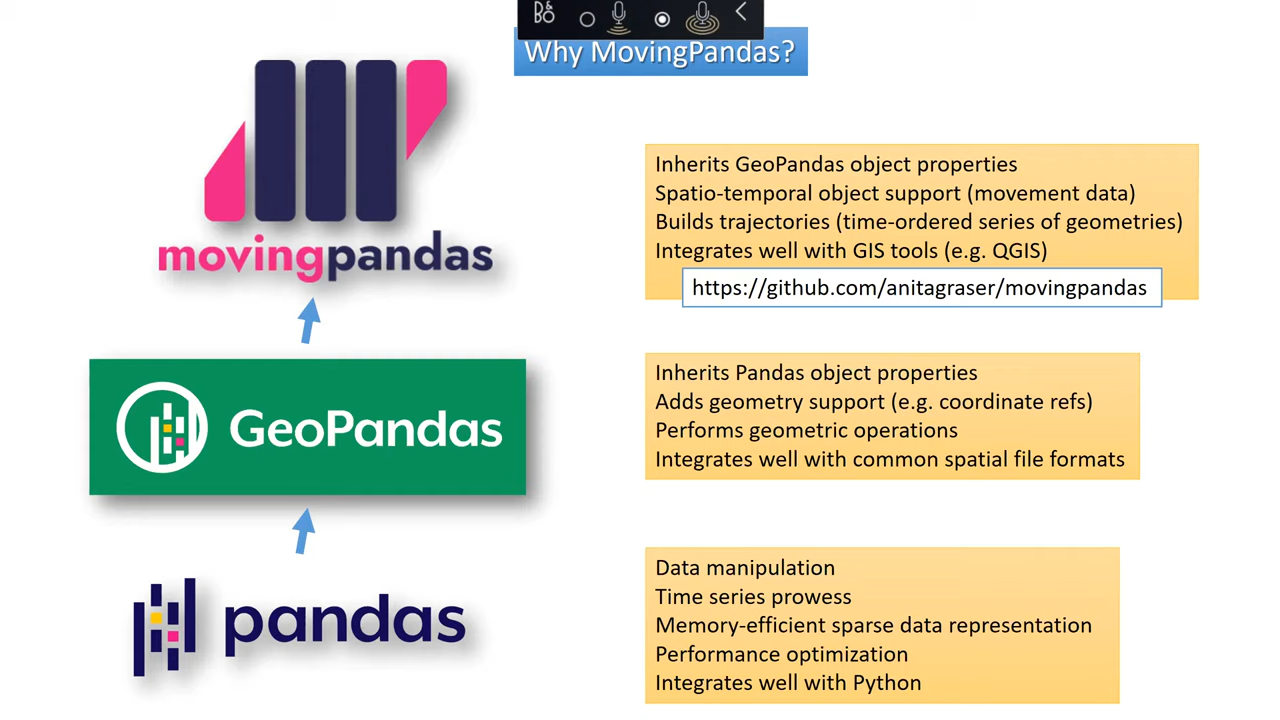 B&O
Why MovingPandas?
movingpandas
Inherits GeoPandas object properties
Spatio-temporal object support (movement data)
Builds trajectories (time-ordered series of geometries)
Integrates well with GIS tools (e.g. QGIS)
https://github.com/anitagraser/movingpandas
GeoPandas
Inherits Pandas object properties
Adds geometry support (e.g. coordinate refs)
Performs geometric operations
Integrates well with common spatial file formats
pandas
Data manipulation
Time series prowess
Memory-efficient sparse data representation
Performance optimization
Integrates well with Python